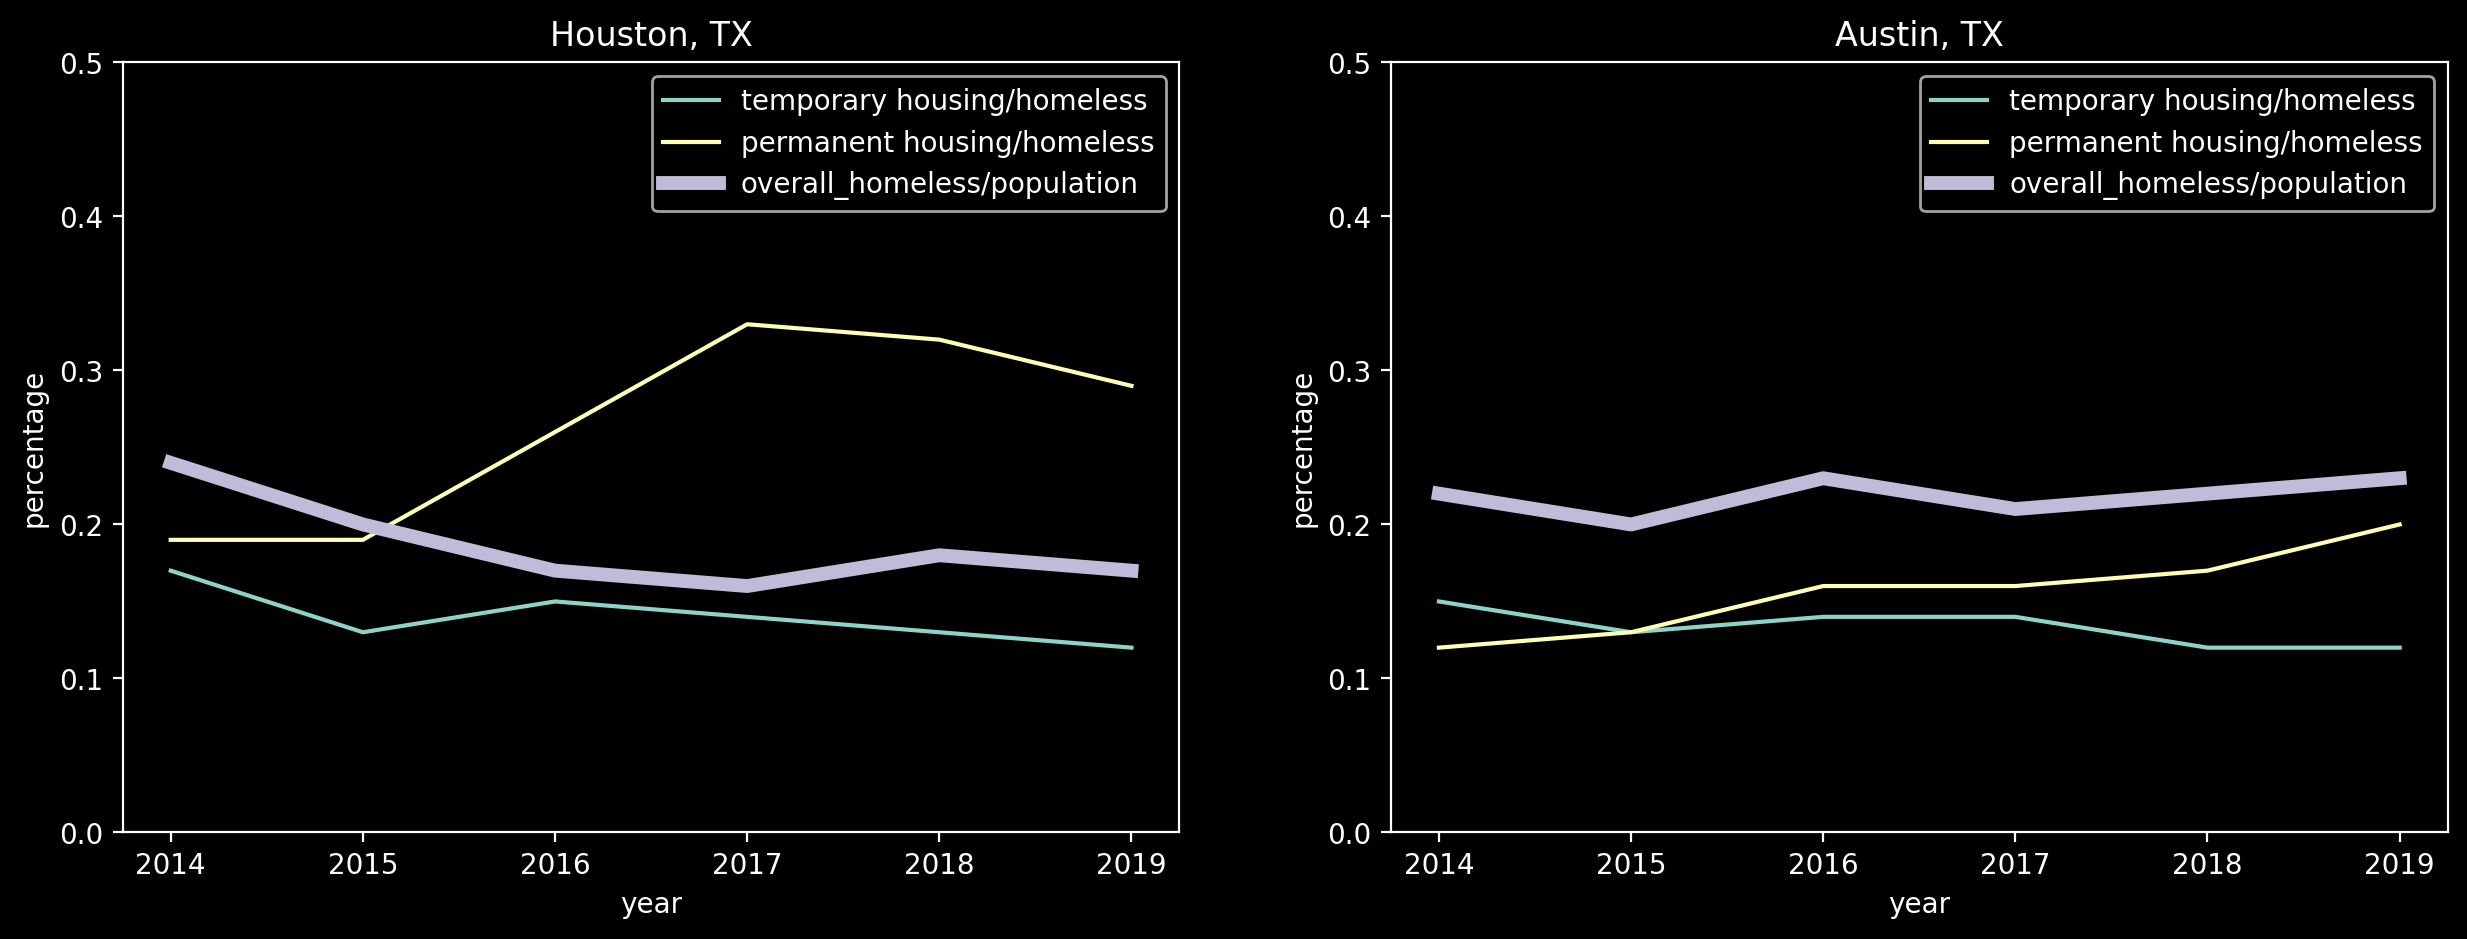 Houston, TX
0.5
0.4
0.3
0.2
0.1
0.0
percentage
temporary housing/homeless
permanent housing/homeless
overall_homeless/population
2014 2015 2016 2017 2018 2019
year
Austin, TX
0.5
0.4
0.3
0.2
0.1
0.0
percentage
temporary housing/homeless
permanent housing/homeless
overall_homeless/population
2014 2015 2016 2017 2018 2019
year